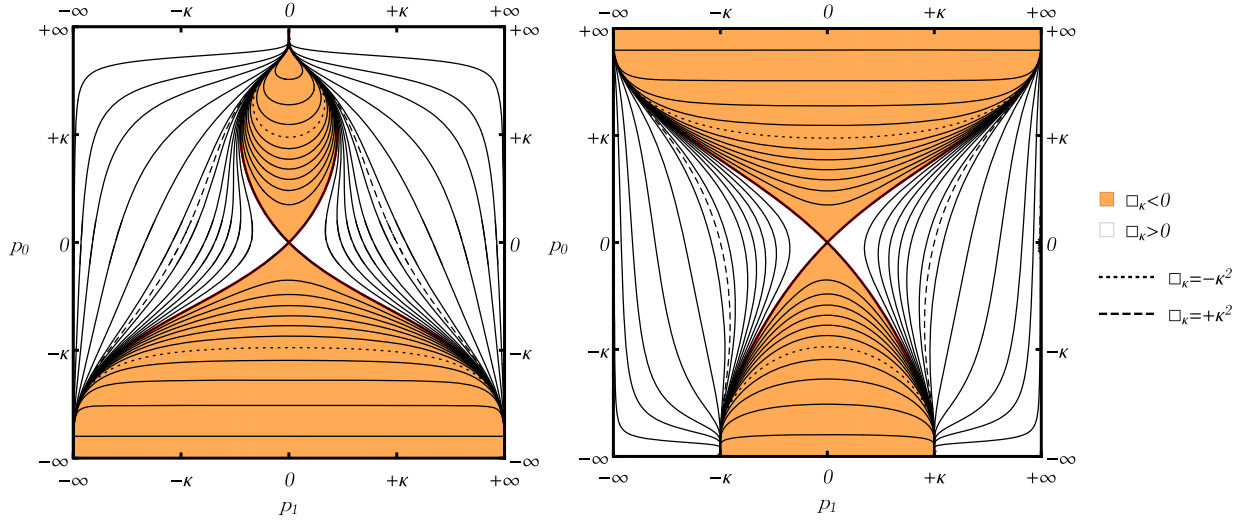 −∞ −κ 0 +κ +∞
+∞ +∞
+κ +κ
p0 0 0
−κ −κ
−∞ −∞
−∞ −κ 0 +κ +∞
p1
−∞ −κ 0 +κ +∞
+∞ +∞
+κ +κ
p0 0 0
−κ −κ
−∞ −∞
−∞ −κ 0 +κ +∞
p1
□κ<0
□κ>0
□κ=−κ²
□κ=+κ²